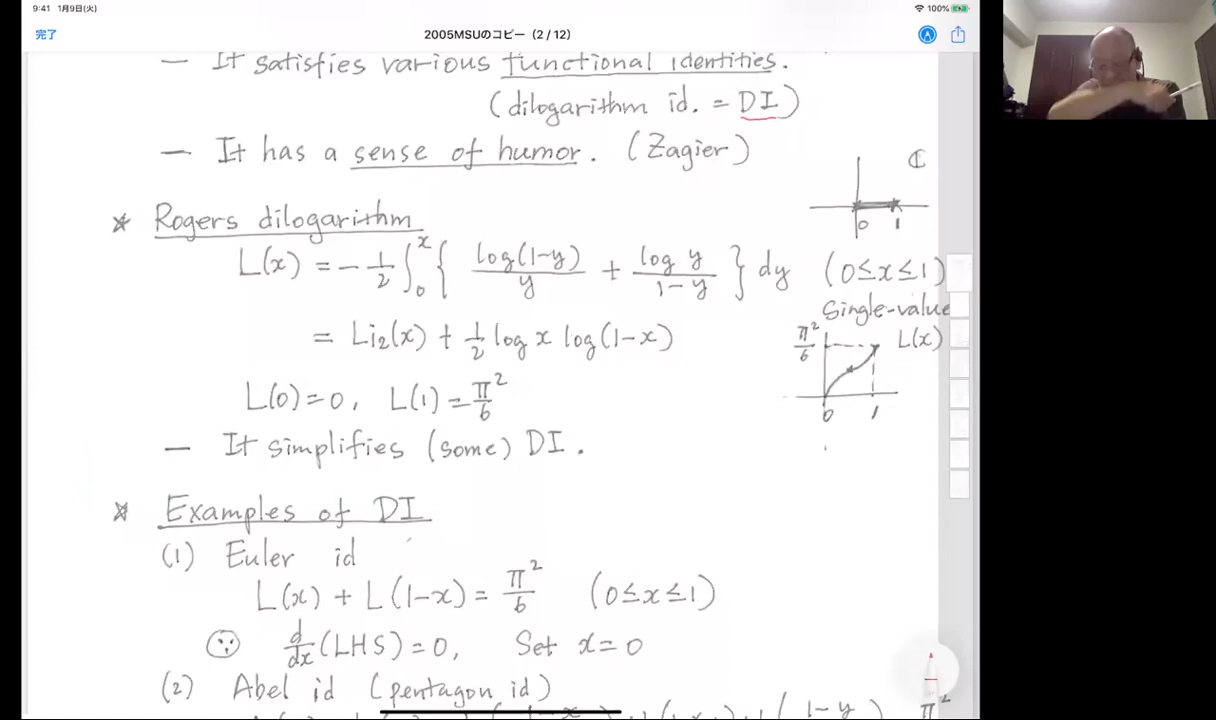 9:41 1月9日(火) 100%
完了 2005MSUのコピー(2 / 12)
— It satisfies various functional identities.
(dilogarithm id. = DI)
— It has a sense of humor. (Zagier)
ℂ
0 1
* Rogers dilogarithm
L(x) = -1/2 ∫_0^x { log(1-y)/y + log y/(1-y) } dy (0≤x≤1)
single-value
= Li₂(x) + 1/2 log x log(1-x)
π²/6 L(x)
0 1
L(0)=0, L(1)=π²/6
— It simplifies (some) DI.
* Examples of DI
(1) Euler id
L(x) + L(1-x) = π²/6 (0≤x≤1)
d/dx (LHS) = 0, Set x=0
(2) Abel id (pentagon id)